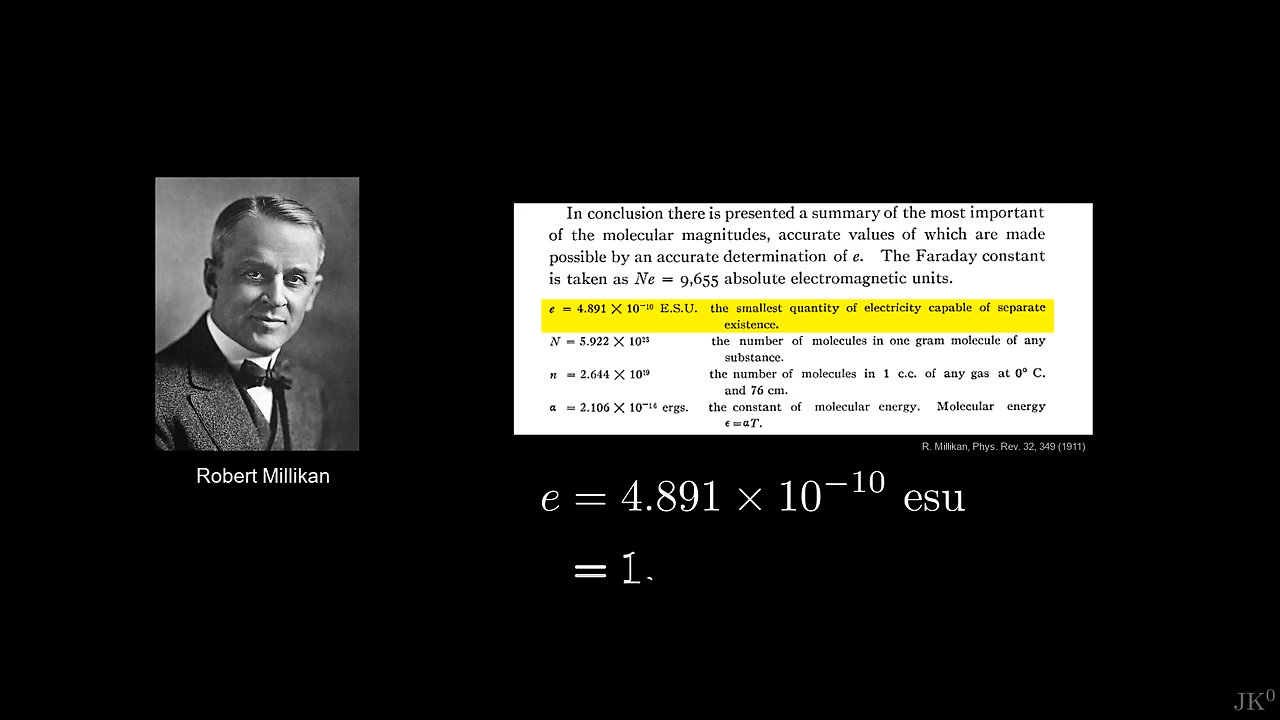 In conclusion there is presented a summary of the most important
of the molecular magnitudes, accurate values of which are made
possible by an accurate determination of e. The Faraday constant
is taken as Ne = 9,655 absolute electromagnetic units.
e = 4.891 × 10⁻¹⁰ E.S.U. the smallest quantity of electricity capable of separate
existence.
N = 5.922 × 10²³ the number of molecules in one gram molecule of any
substance.
n = 2.644 × 10¹⁹ the number of molecules in 1 c.c. of any gas at 0° C.
and 76 cm.
α = 2.106 × 10⁻¹⁶ ergs. the constant of molecular energy. Molecular energy
ϵ=αT.
R. Millikan, Phys. Rev. 32, 349 (1911)
Robert Millikan
e = 4.891 × 10⁻¹⁰ esu
= 1.
JK⁰